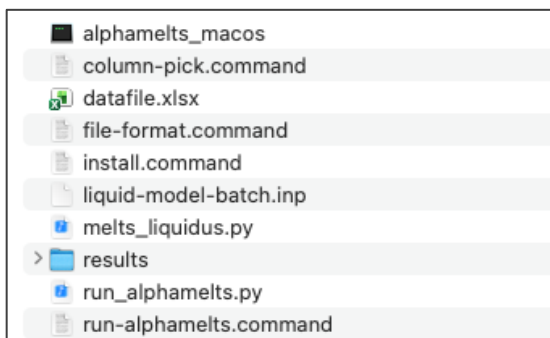 alphamelts_macos
column-pick.command
datafile.xlsx
file-format.command
install.command
liquid-model-batch.inp
melts_liquidus.py
results
run_alphamelts.py
run-alphamelts.command